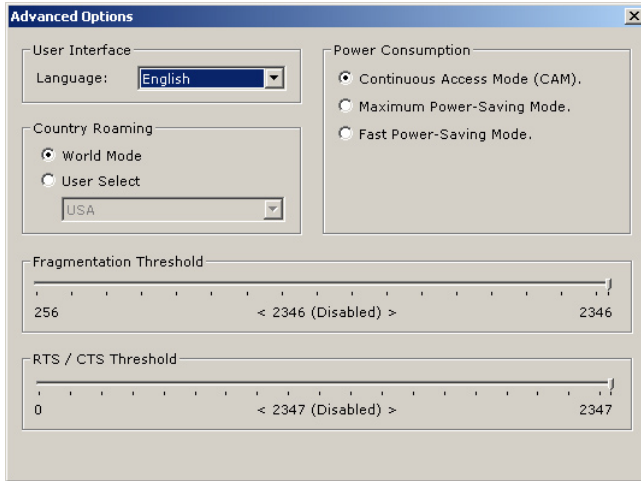 Advanced Options
User Interface
Language: English
Country Roaming
World Mode
User Select
USA
Power Consumption
Continuous Access Mode (CAM).
Maximum Power-Saving Mode.
Fast Power-Saving Mode.
Fragmentation Threshold
256 < 2346 (Disabled) > 2346
RTS / CTS Threshold
0 < 2347 (Disabled) > 2347